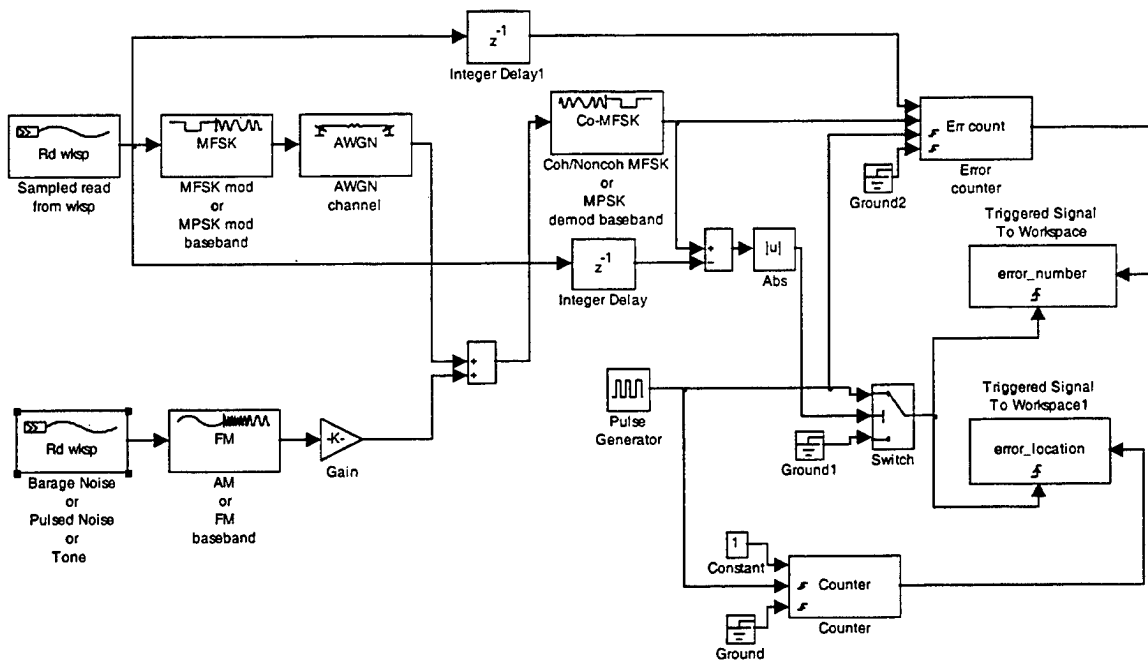 z-1
Integer Delay1
Rd wksp
Sampled read
from wksp
MFSK
MFSK mod
or
MPSK mod
baseband
AWGN
AWGN
channel
Co-MFSK
Coh/Noncoh MFSK
or
MPSK
demod baseband
Err count
Error
counter
Ground2
z-1
Integer Delay
+
−
|u|
Abs
Triggered Signal
To Workspace
error_number
+
+
Pulse
Generator
Ground1
Switch
Triggered Signal
To Workspace1
error_location
Rd wksp
Barage Noise
or
Pulsed Noise
or
Tone
FM
AM
or
FM
baseband
-K-
Gain
1
Constant
Counter
Counter
Ground